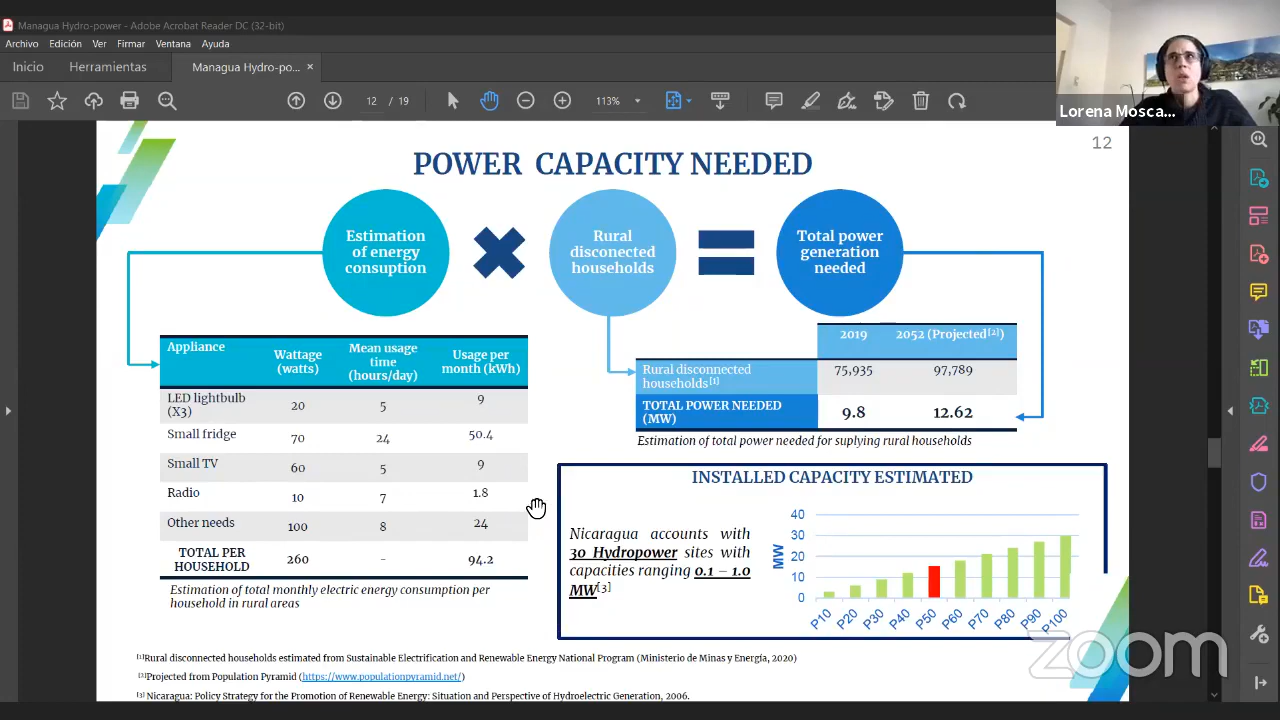 Managua Hydro-power - Adobe Acrobat Reader DC (32-bit)
Archivo Edición Ver Firmar Ventana Ayuda
Inicio Herramientas Managua Hydro-po... ×
12 / 19 113%
Lorena Mosca...
12
POWER CAPACITY NEEDED
Estimation
of energy
consuption
Rural
disconected
households
Total power
generation
needed
Appliance Wattage (watts) Mean usage time (hours/day) Usage per month (kWh)
LED lightbulb (X3) 20 5 9
Small fridge 70 24 50.4
Small TV 60 5 9
Radio 10 7 1.8
Other needs 100 8 24
TOTAL PER HOUSEHOLD 260 - 94.2
Estimation of total monthly electric energy consumption per
household in rural areas
2019 2052 (Projected[2])
Rural disconnected households[1] 75,935 97,789
TOTAL POWER NEEDED (MW) 9.8 12.62
Estimation of total power needed for suplying rural households
INSTALLED CAPACITY ESTIMATED
Nicaragua accounts with
30 Hydropower sites with
capacities ranging 0.1 – 1.0
MW[3]
MW
40
30
20
10
0
P10 P20 P30 P40 P50 P60 P70 P80 P90 P100
[1]Rural disconnected households estimated from Sustainable Electrification and Renewable Energy National Program (Ministerio de Minas y Energía, 2020)
[2]Projected from Population Pyramid (https://www.populationpyramid.net/)
[3] Nicaragua: Policy Strategy for the Promotion of Renewable Energy: Situation and Perspective of Hydroelectric Generation, 2006.
zoom